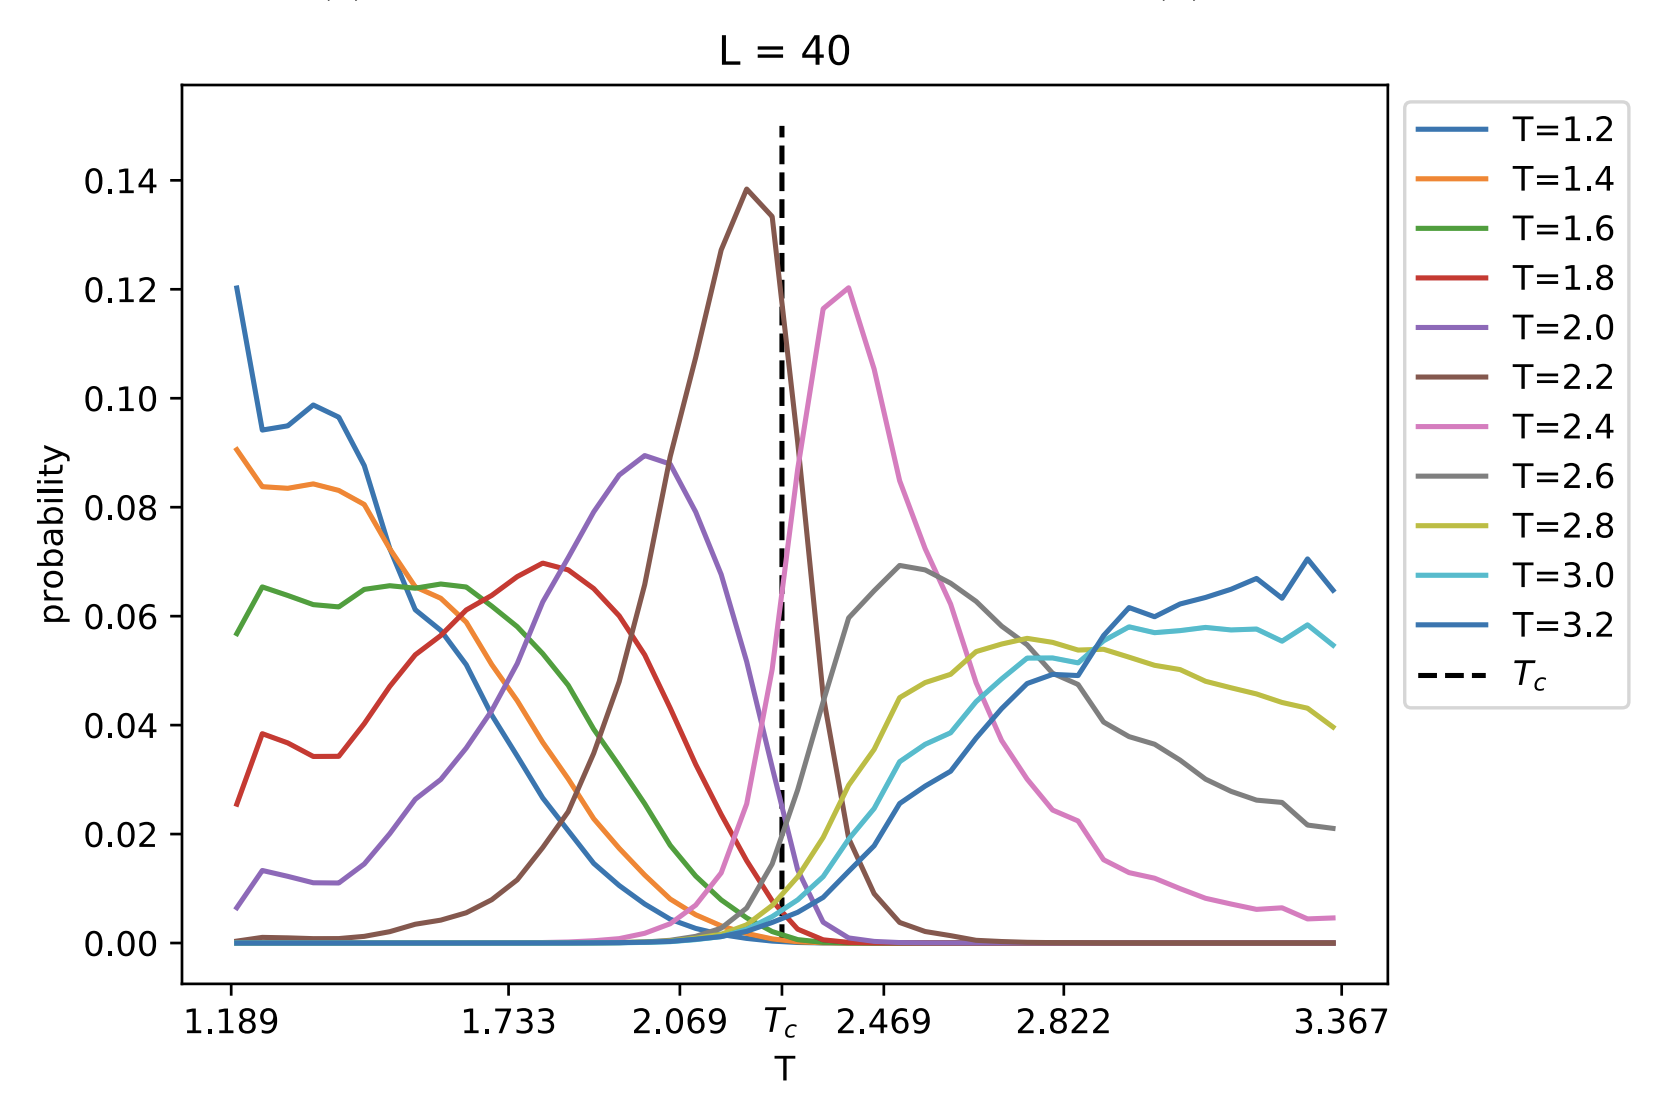 L = 40
0.14
0.12
0.10
0.08
0.06
0.04
0.02
0.00
probability
1.189 1.733 2.069 Tc 2.469 2.822 3.367
T
T=1.2
T=1.4
T=1.6
T=1.8
T=2.0
T=2.2
T=2.4
T=2.6
T=2.8
T=3.0
T=3.2
Tc